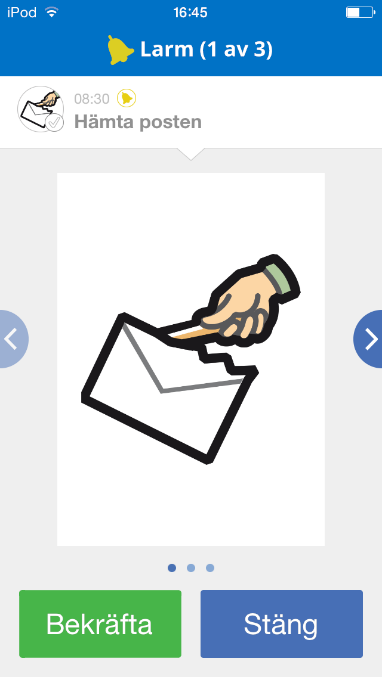 iPod 16:45
Larm (1 av 3)
08:30
Hämta posten
Bekräfta Stäng